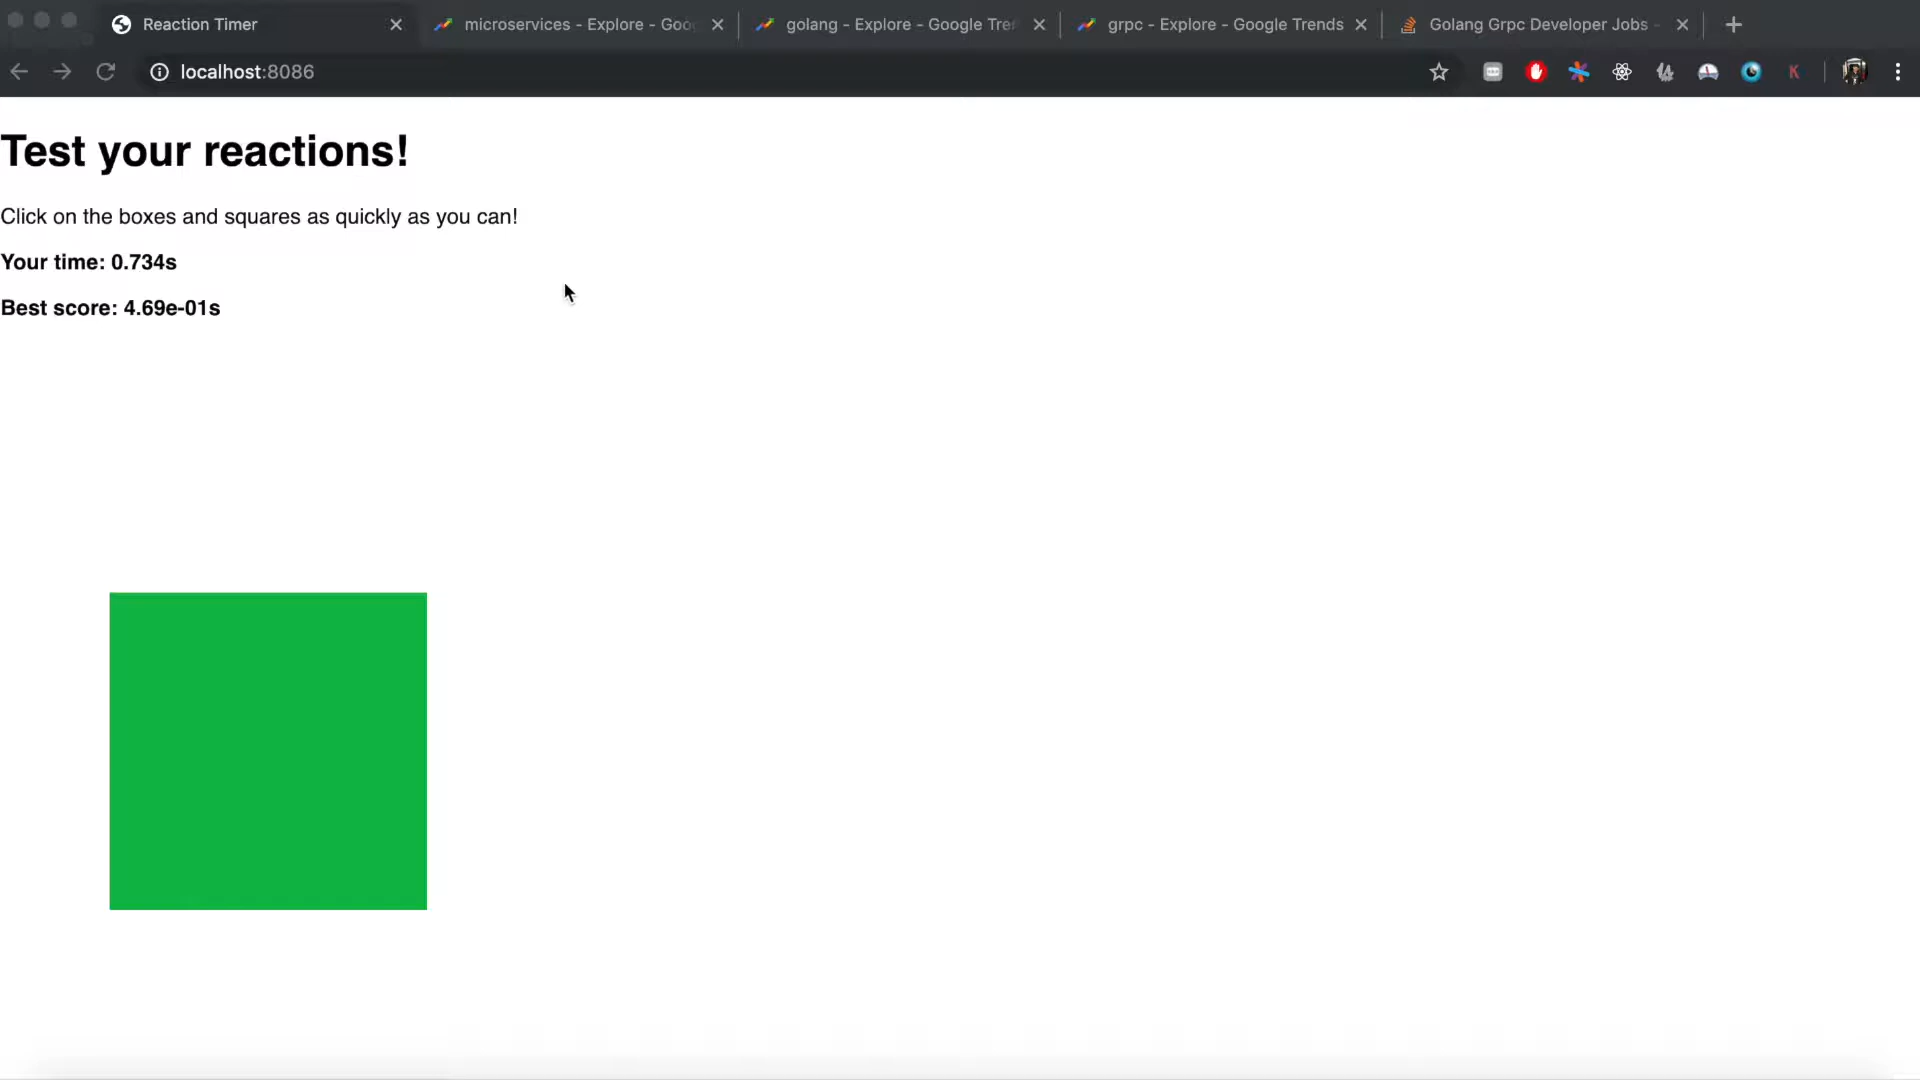 Reaction Timer
microservices - Explore - Goo
golang - Explore - Google Tre
grpc - Explore - Google Trends
Golang Grpc Developer Jobs -
localhost:8086
K
Test your reactions!
Click on the boxes and squares as quickly as you can!
Your time: 0.734s
Best score: 4.69e-01s